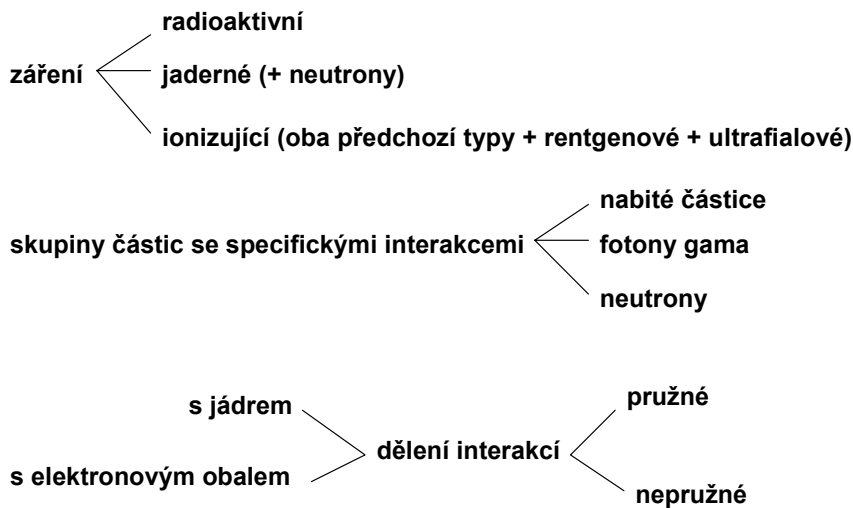 radioaktivní
záření
jaderné (+ neutrony)
ionizující (oba předchozí typy + rentgenové + ultrafialové)
nabité částice
skupiny částic se specifickými interakcemi
fotony gama
neutrony
s jádrem
pružné
dělení interakcí
s elektronovým obalem
nepružné